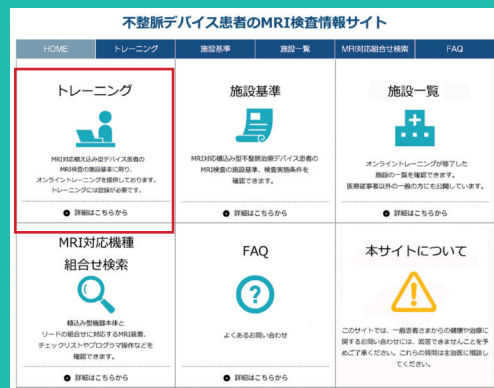 不整脈デバイス患者のMRI検査情報サイト
HOME
トレーニング
施設基準
施設一覧
MRI対応組合せ検索
FAQ
トレーニング
MRI対応植え込み型デバイス患者の
MRI検査の施設基準に則り、
オンライントレーニングを提供しております。
トレーニングには登録が必要です。
詳細はこちらから
施設基準
MRI対応植込み型不整脈治療デバイス患者の
MRI検査の施設基準、検査実施条件を
確認できます。
詳細はこちらから
施設一覧
オンライントレーニングが修了した
施設の一覧を確認できます。
医療従事者以外の一般の方にも公開しています。
詳細はこちらから
MRI対応機種
組合せ検索
植込み型機器本体と
リードの組合せに対応するMRI装置、
チェックリストやプログラマ操作などを
確認できます。
詳細はこちらから
FAQ
よくあるお問い合わせ
詳細はこちらから
本サイトについて
このサイトでは、一般患者さまからの健康や治療に
関するお問い合わせには、回答できませんことを予
めご了承ください。これらの質問は主治医に相談し
てください。